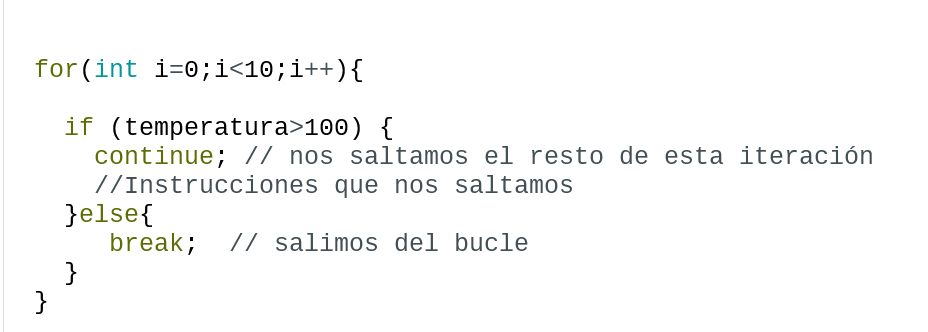 for(int i=0;i<10;i++){
if (temperatura>100) {
continue; // nos saltamos el resto de esta iteración
//Instrucciones que nos saltamos
}else{
break;  // salimos del bucle
}
}